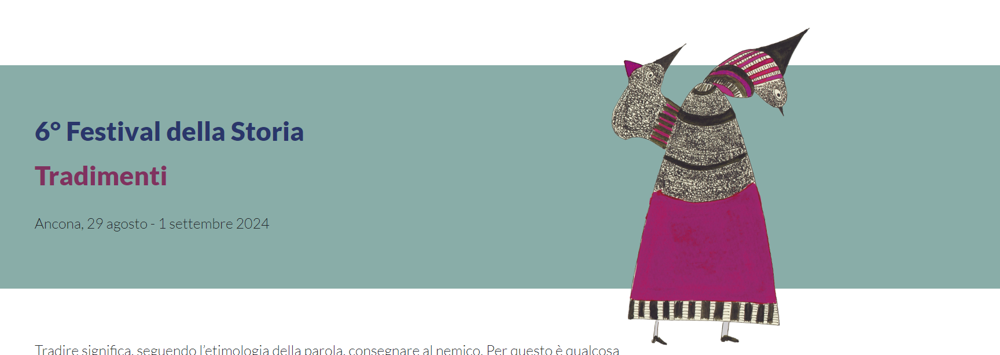 6° Festival della Storia
Tradimenti
Ancona, 29 agosto - 1 settembre 2024
Tradire significa, seguendo l’etimologia della parola, consegnare al nemico. Per questo è qualcosa